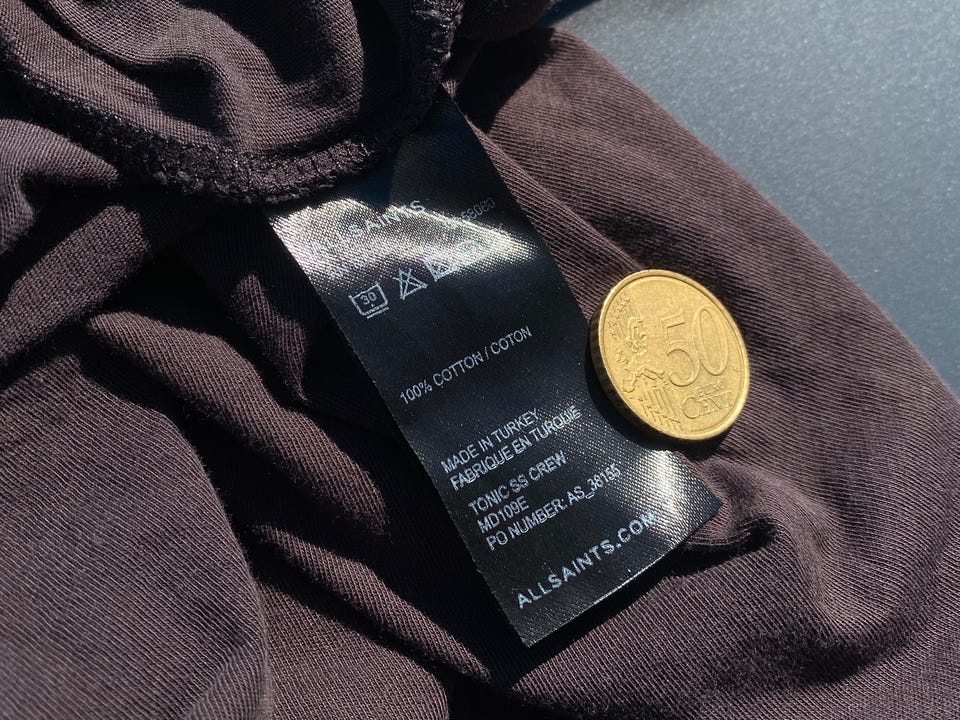 ALLSAINTS
30
100% COTTON / COTON
MADE IN TURKEY
FABRIQUE EN TURQUIE
TONIC SS CREW
MD109E
PO NUMBER: AS_38155
ALLSAINTS.COM
50
EURO
CENT